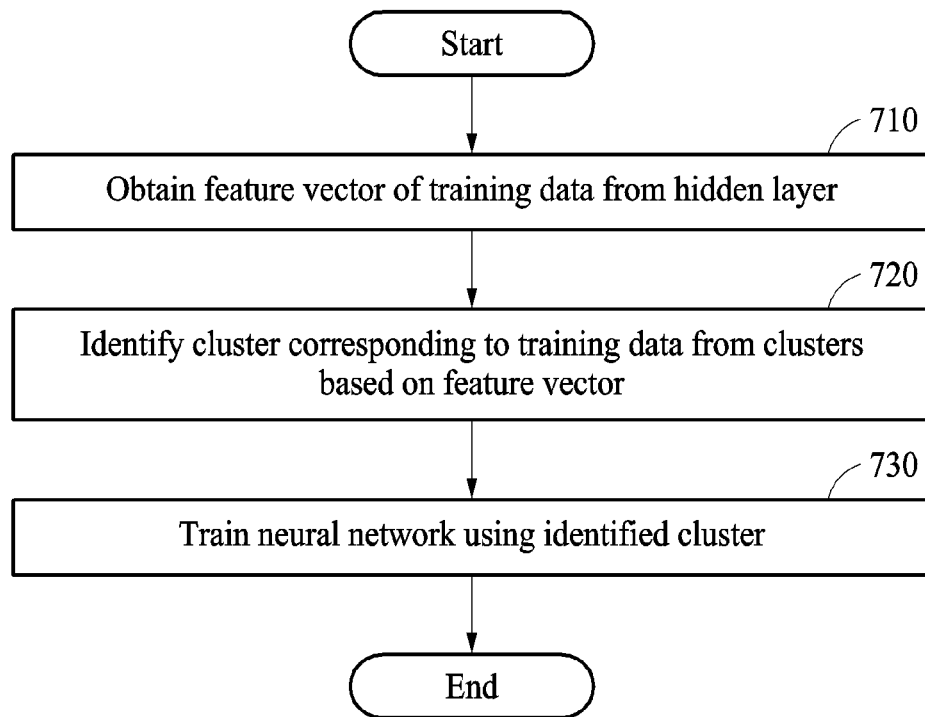 Start
710
Obtain feature vector of training data from hidden layer
720
Identify cluster corresponding to training data from clusters
based on feature vector
730
Train neural network using identified cluster
End